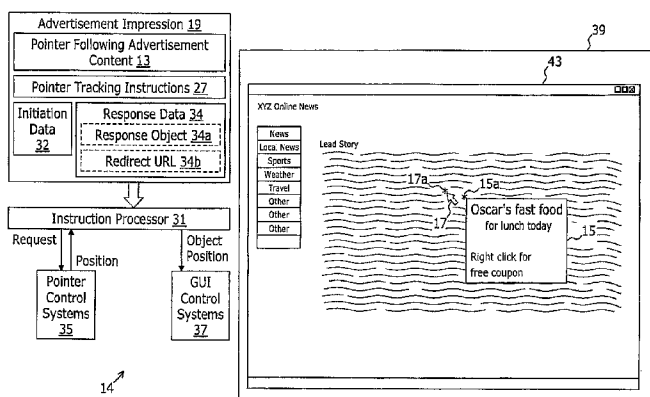 Advertisement Impression 19
Pointer Following Advertisement
Content 13
Pointer Tracking Instructions 27
Initiation
Data
32
Response Data 34
Response Object 34a
Redirect URL 34b
Instruction Processor 31
Request
Position
Object
Position
Pointer
Control
Systems
35
GUI
Control
Systems
37
14
39
43
XYZ Online News
News
Loca. News
Sports
Weather
Travel
Other
Other
Other
Lead Story
17a
15a
17
Oscar's fast food
for lunch today
15
Right click for
free coupon